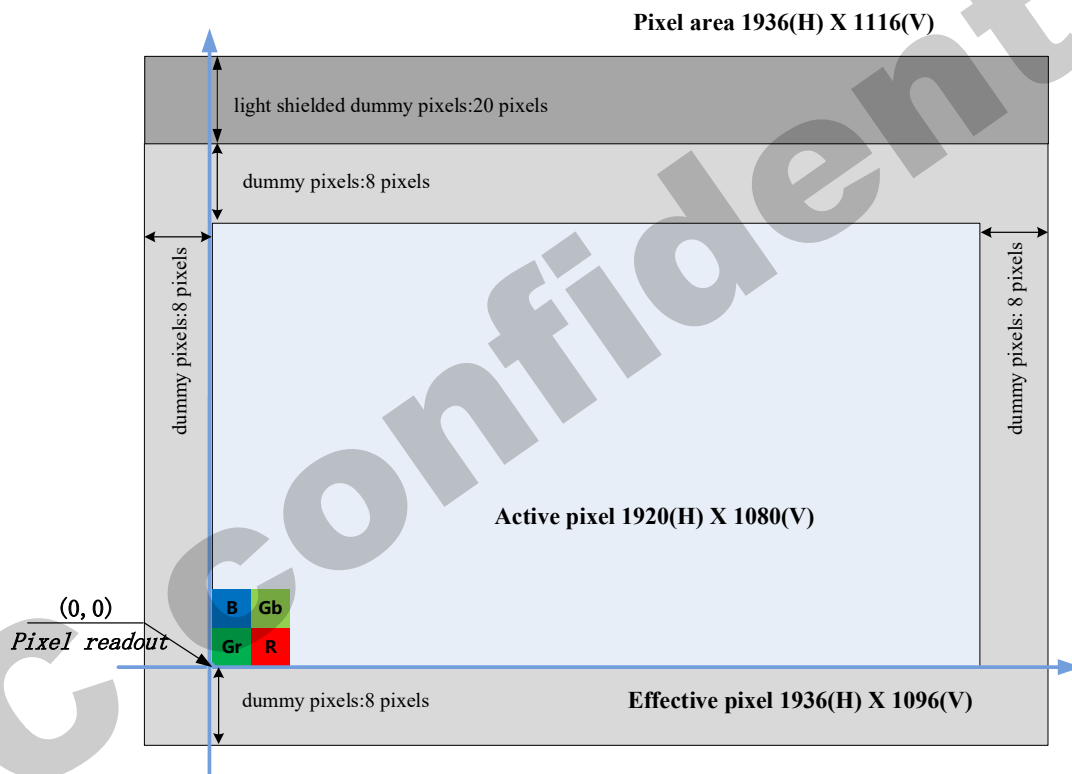 Pixel area 1936(H) X 1116(V)
light shielded dummy pixels:20 pixels
dummy pixels:8 pixels
dummy pixels:8 pixels
dummy pixels: 8 pixels
Active pixel 1920(H) X 1080(V)
B Gb
(0,0)
Pixel readout
Gr R
dummy pixels:8 pixels
Effective pixel 1936(H) X 1096(V)
c confident